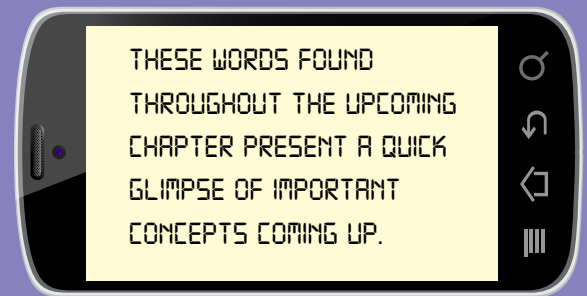 THESE WORDS FOUND
THROUGHOUT THE UPCOMING
CHAPTER PRESENT A QUICK
GLIMPSE OF IMPORTANT
CONCEPTS COMING UP.